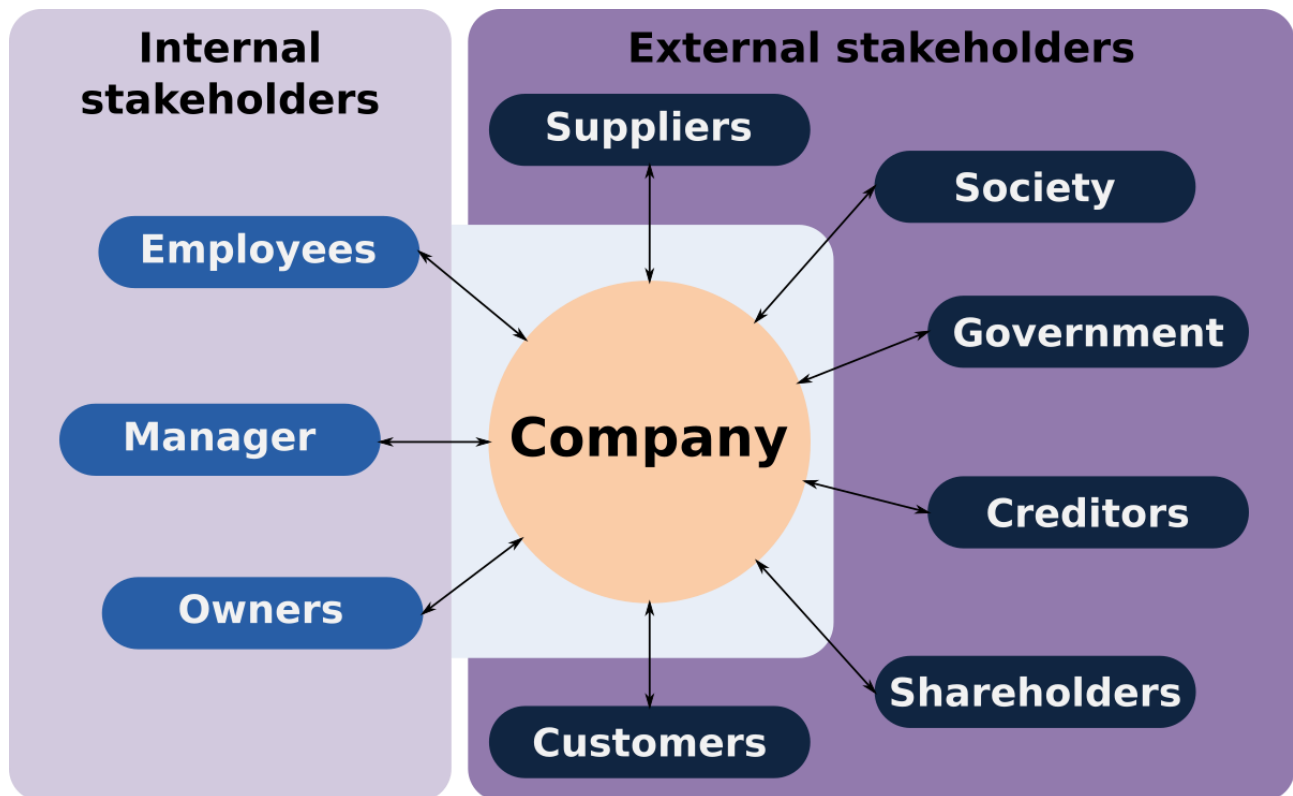 Internal
stakeholders
Employees
Manager
Owners
Company
External stakeholders
Suppliers
Society
Government
Creditors
Shareholders
Customers